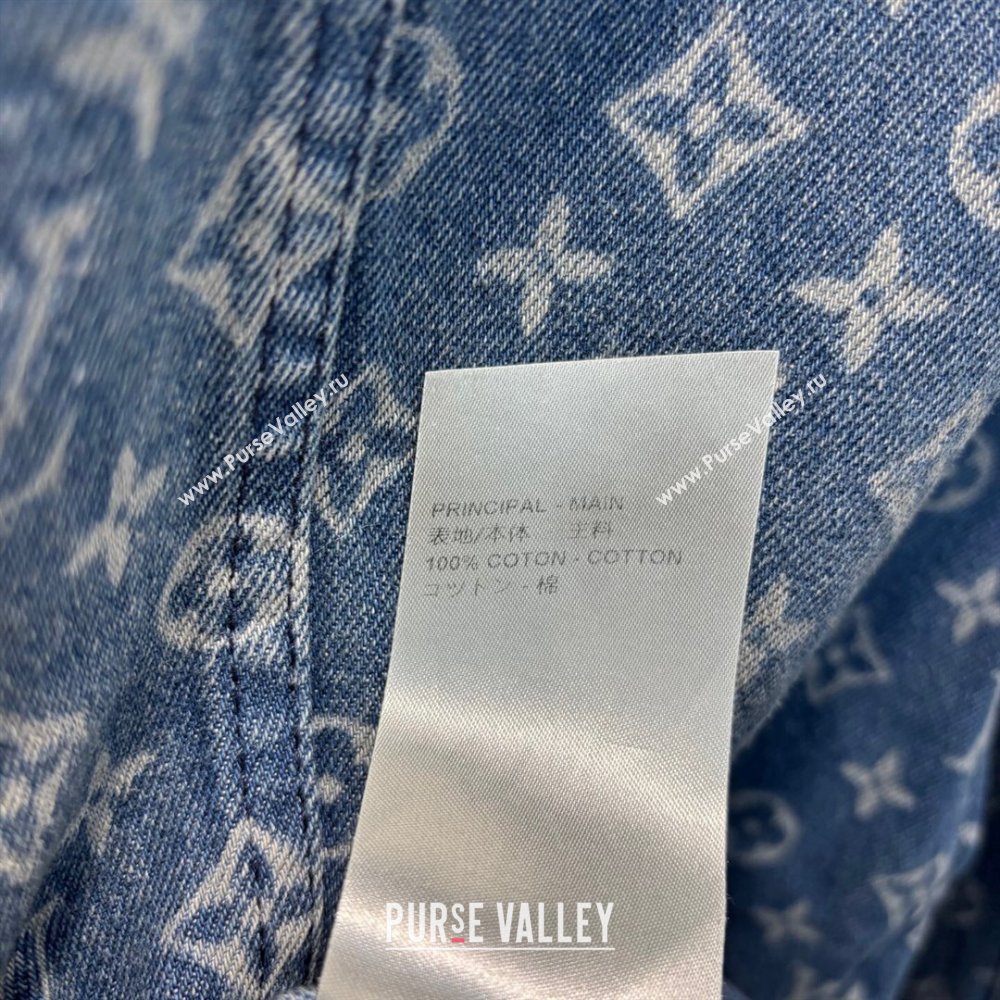 www.PurseValley.ru
www.PurseValley.ru
PRINCIPAL - MAIN
表地/本体 主料
100% COTON - COTTON
コットン - 棉
PURSE VALLEY